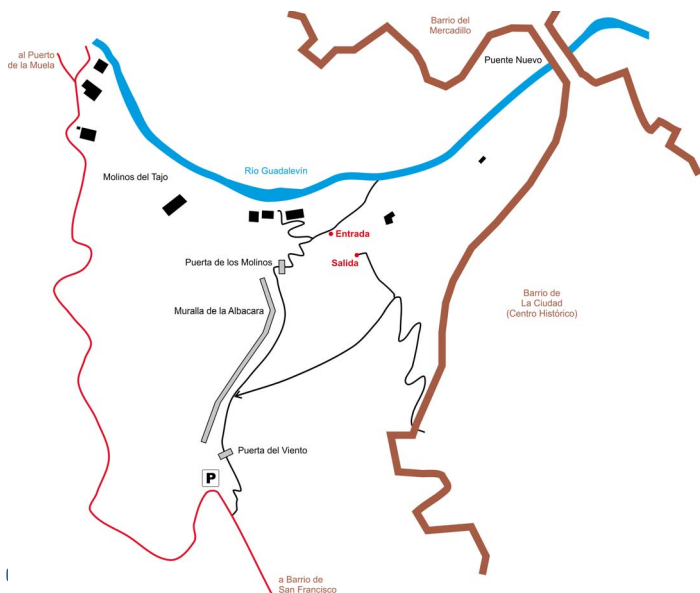 Barrio del
Mercadillo
al Puerto
de la Muela
Puente Nuevo
Río Guadalevín
Molinos del Tajo
Entrada
Puerta de los Molinos
Salida
Barrio de
La Ciudad
(Centro Histórico)
Muralla de la Albacara
Puerta del Viento
P
a Barrio de
San Francisco